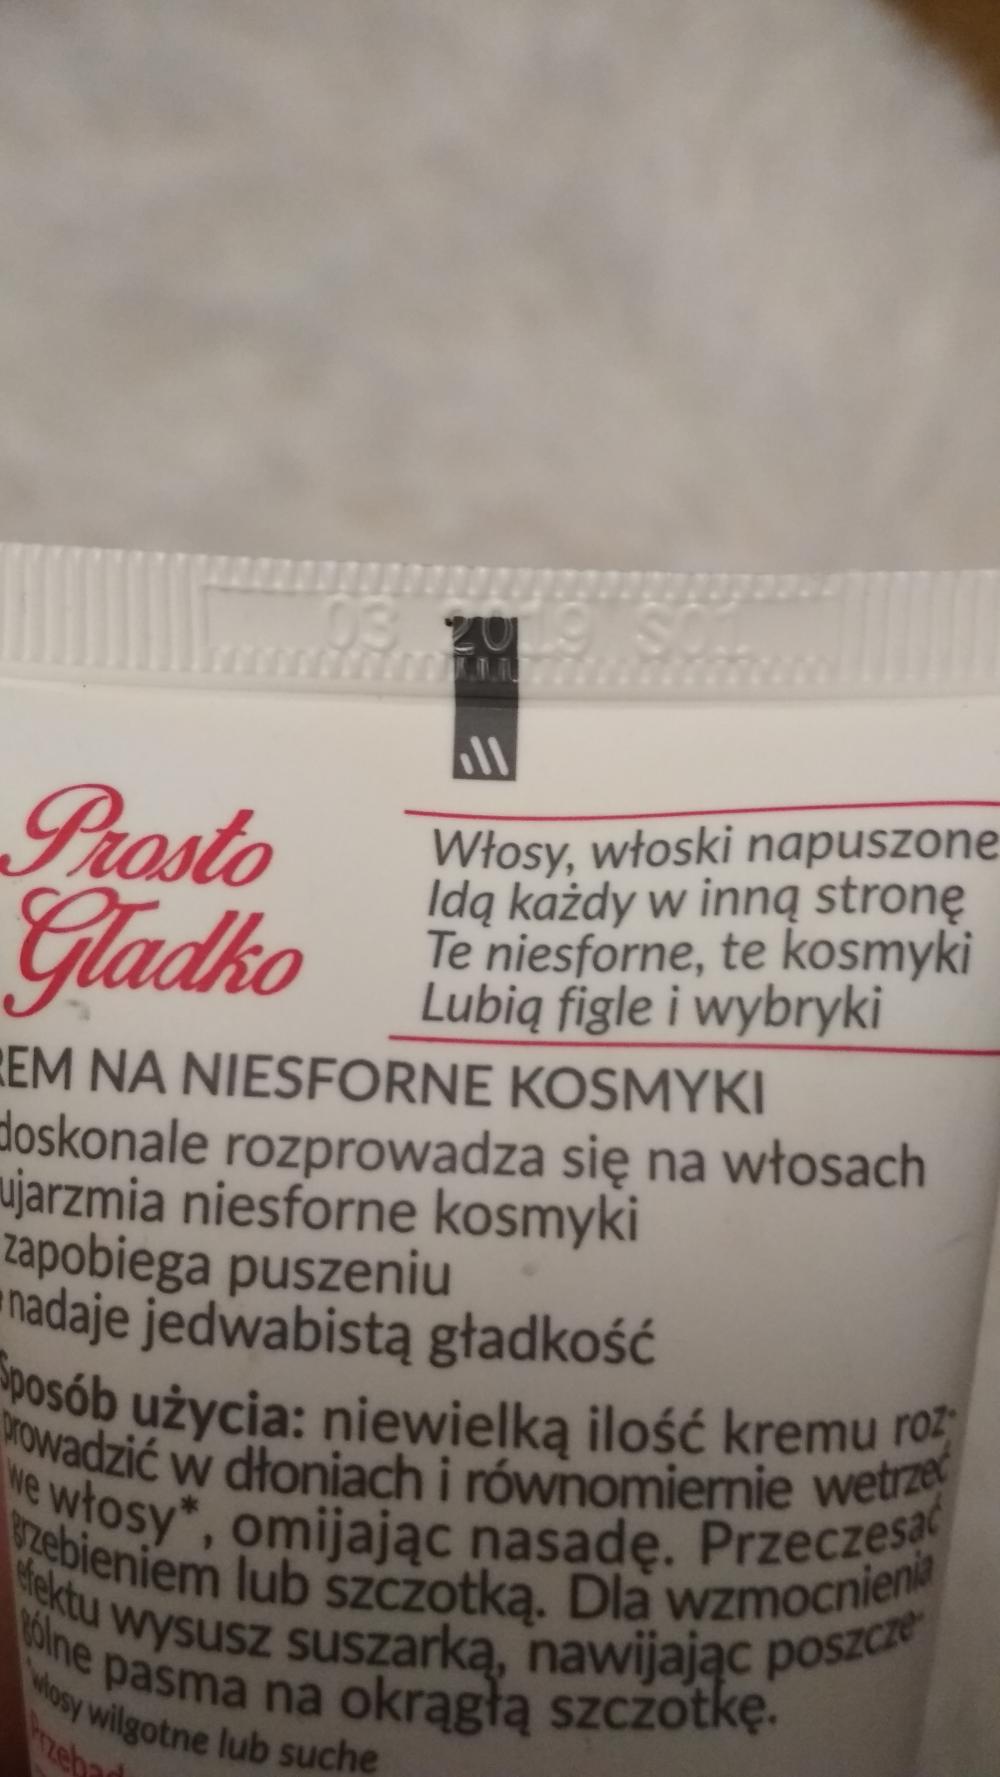 03 2019 S01
Prosto
Gładko
Włosy, włoski napuszone
Idą każdy w inną stronę
Te niesforne, te kosmyki
Lubią figle i wybryki
REM NA NIESFORNE KOSMYKI
doskonale rozprowadza się na włosach
ujarzmia niesforne kosmyki
zapobiega puszeniu
nadaje jedwabistą gładkość
Sposób użycia: niewielką ilość kremu roz-
prowadzić w dłoniach i równomiernie wetrzeć
we włosy*, omijając nasadę. Przeczesać
grzebieniem lub szczotką. Dla wzmocnienia
efektu wysusz suszarką, nawijając poszcze-
gólne pasma na okrągłą szczotkę.
*włosy wilgotne lub suche
Przebad